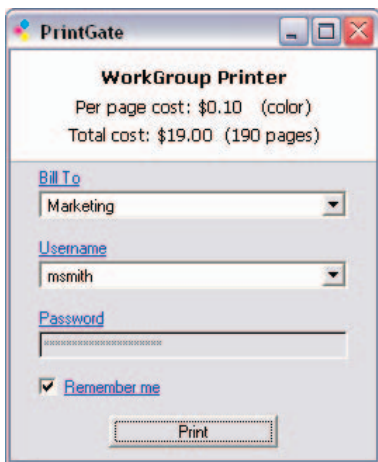 PrintGate
WorkGroup Printer
Per page cost: $0.10 (color)
Total cost: $19.00 (190 pages)
Bill To
Marketing
Username
msmith
Password
Remember me
Print